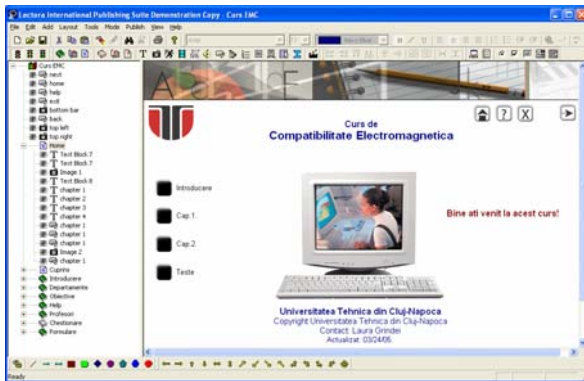 Lectora International Publishing Suite Demonstration Copy - Curs EMC
File Edit Add Layout Tools Mode Publish View Help
Curs EMC
next
home
help
exit
bottom bar
back
top left
top right
Home
Text Block 7
Text Block 7
Image 1
Text Block 8
chapter 1
chapter 2
chapter 3
chapter 4
chapter 1
chapter 1
chapter 1
Image 2
chapter 1
Cuprins
Introducere
Departamente
Obiective
Help
Profesori
Chestionare
Formulare
Curs de
Compatibilitate Electromagnetica
? X
Introducere
Cap.1.
Cap.2.
Teste
Bine ati venit la acest curs!
Universitatea Tehnica din Cluj-Napoca
Copyright Universitatea Tehnica din Cluj-Napoca
Contact: Laura Grindei
Actualizat: 03/24/05.
Ready